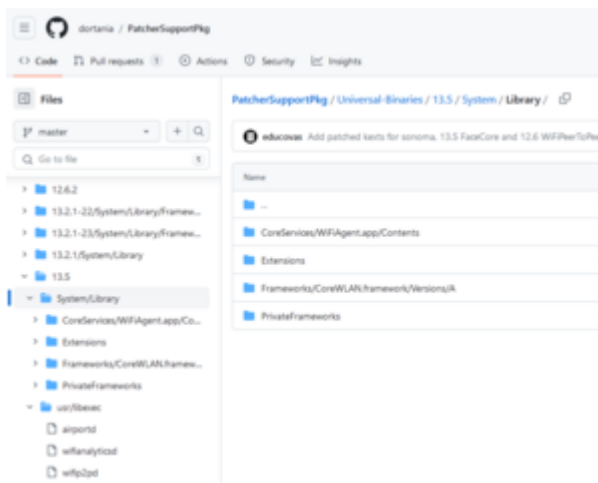 dortania / PatcherSupportPkg
Code Pull requests 1 Actions Security Insights
Files
master
Go to file t
12.6.2
13.2.1-22/System/Library/Framew...
13.2.1-23/System/Library/Framew...
13.2.1/System/Library
13.5
System/Library
CoreServices/WiFiAgent.app/Co...
Extensions
Frameworks/CoreWLAN.framew...
PrivateFrameworks
usr/libexec
airportd
wifianalyticsd
wifip2pd
PatcherSupportPkg / Universal-Binaries / 13.5 / System / Library /
educovas Add patched kexts for sonoma, 13.5 FaceCore and 12.6 WiFiPeerToPee
Name
..
CoreServices/WiFiAgent.app/Contents
Extensions
Frameworks/CoreWLAN.framework/Versions/A
PrivateFrameworks